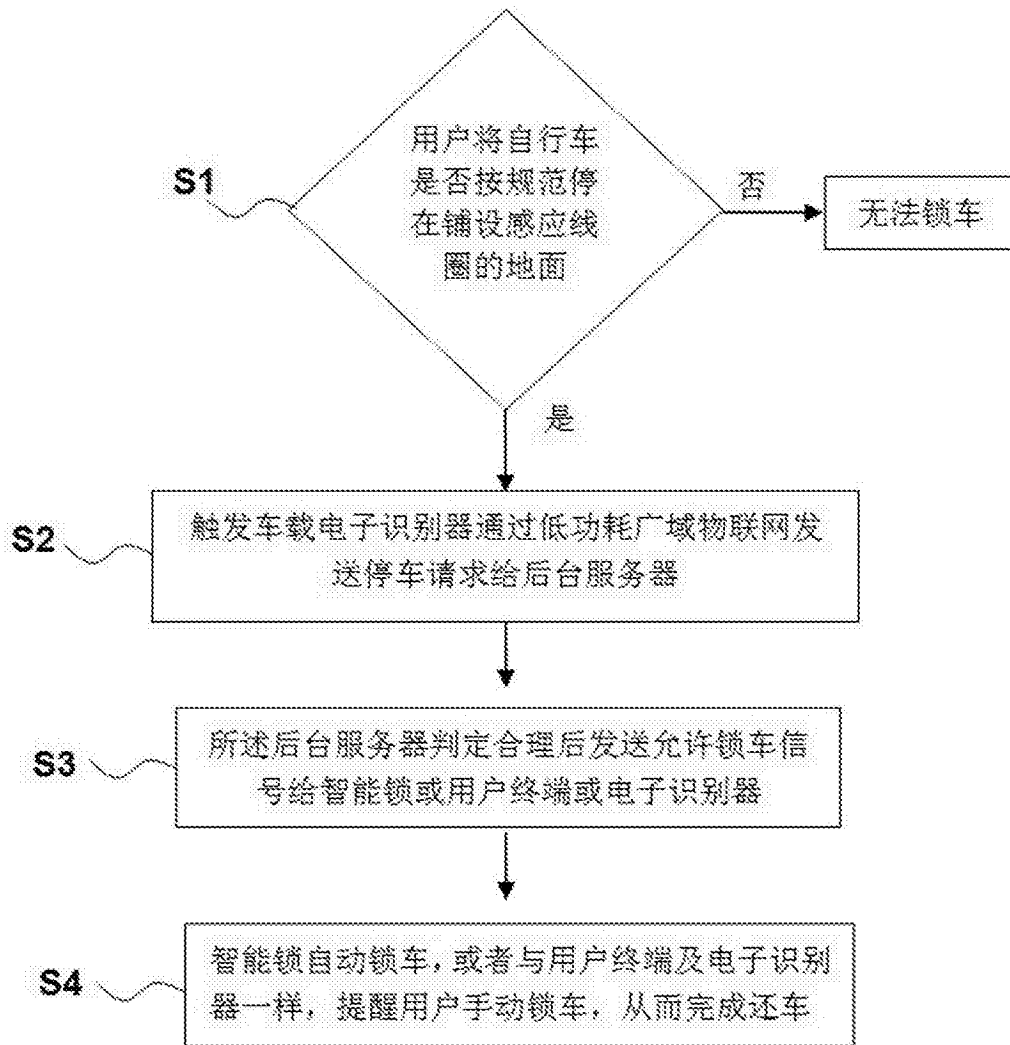 用户将自行车
是否按规范停
在铺设感应线
圈的地面
S1
否
无法锁车
是
S2
触发车载电子识别器通过低功耗广域物联网发
送停车请求给后台服务器
S3
所述后台服务器判定合理后发送允许锁车信
号给智能锁或用户终端或电子识别器
S4
智能锁自动锁车，或者与用户终端及电子识别
器一样，提醒用户手动锁车，从而完成还车